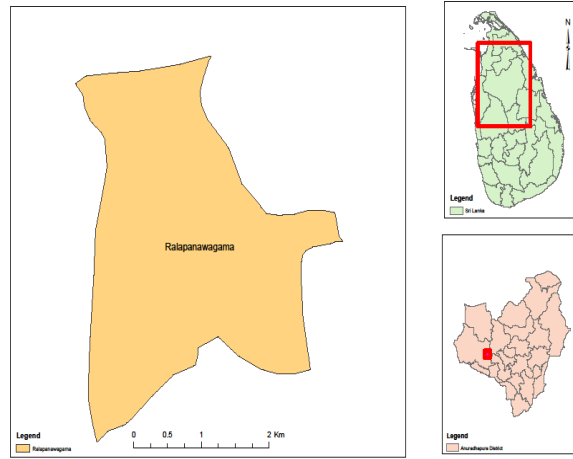 Ralapanawagama
Legend
Ralapanawagama
0 0.5 1 2 Km
N
S
Legend
Sri Lanka
Legend
Anuradhapura District